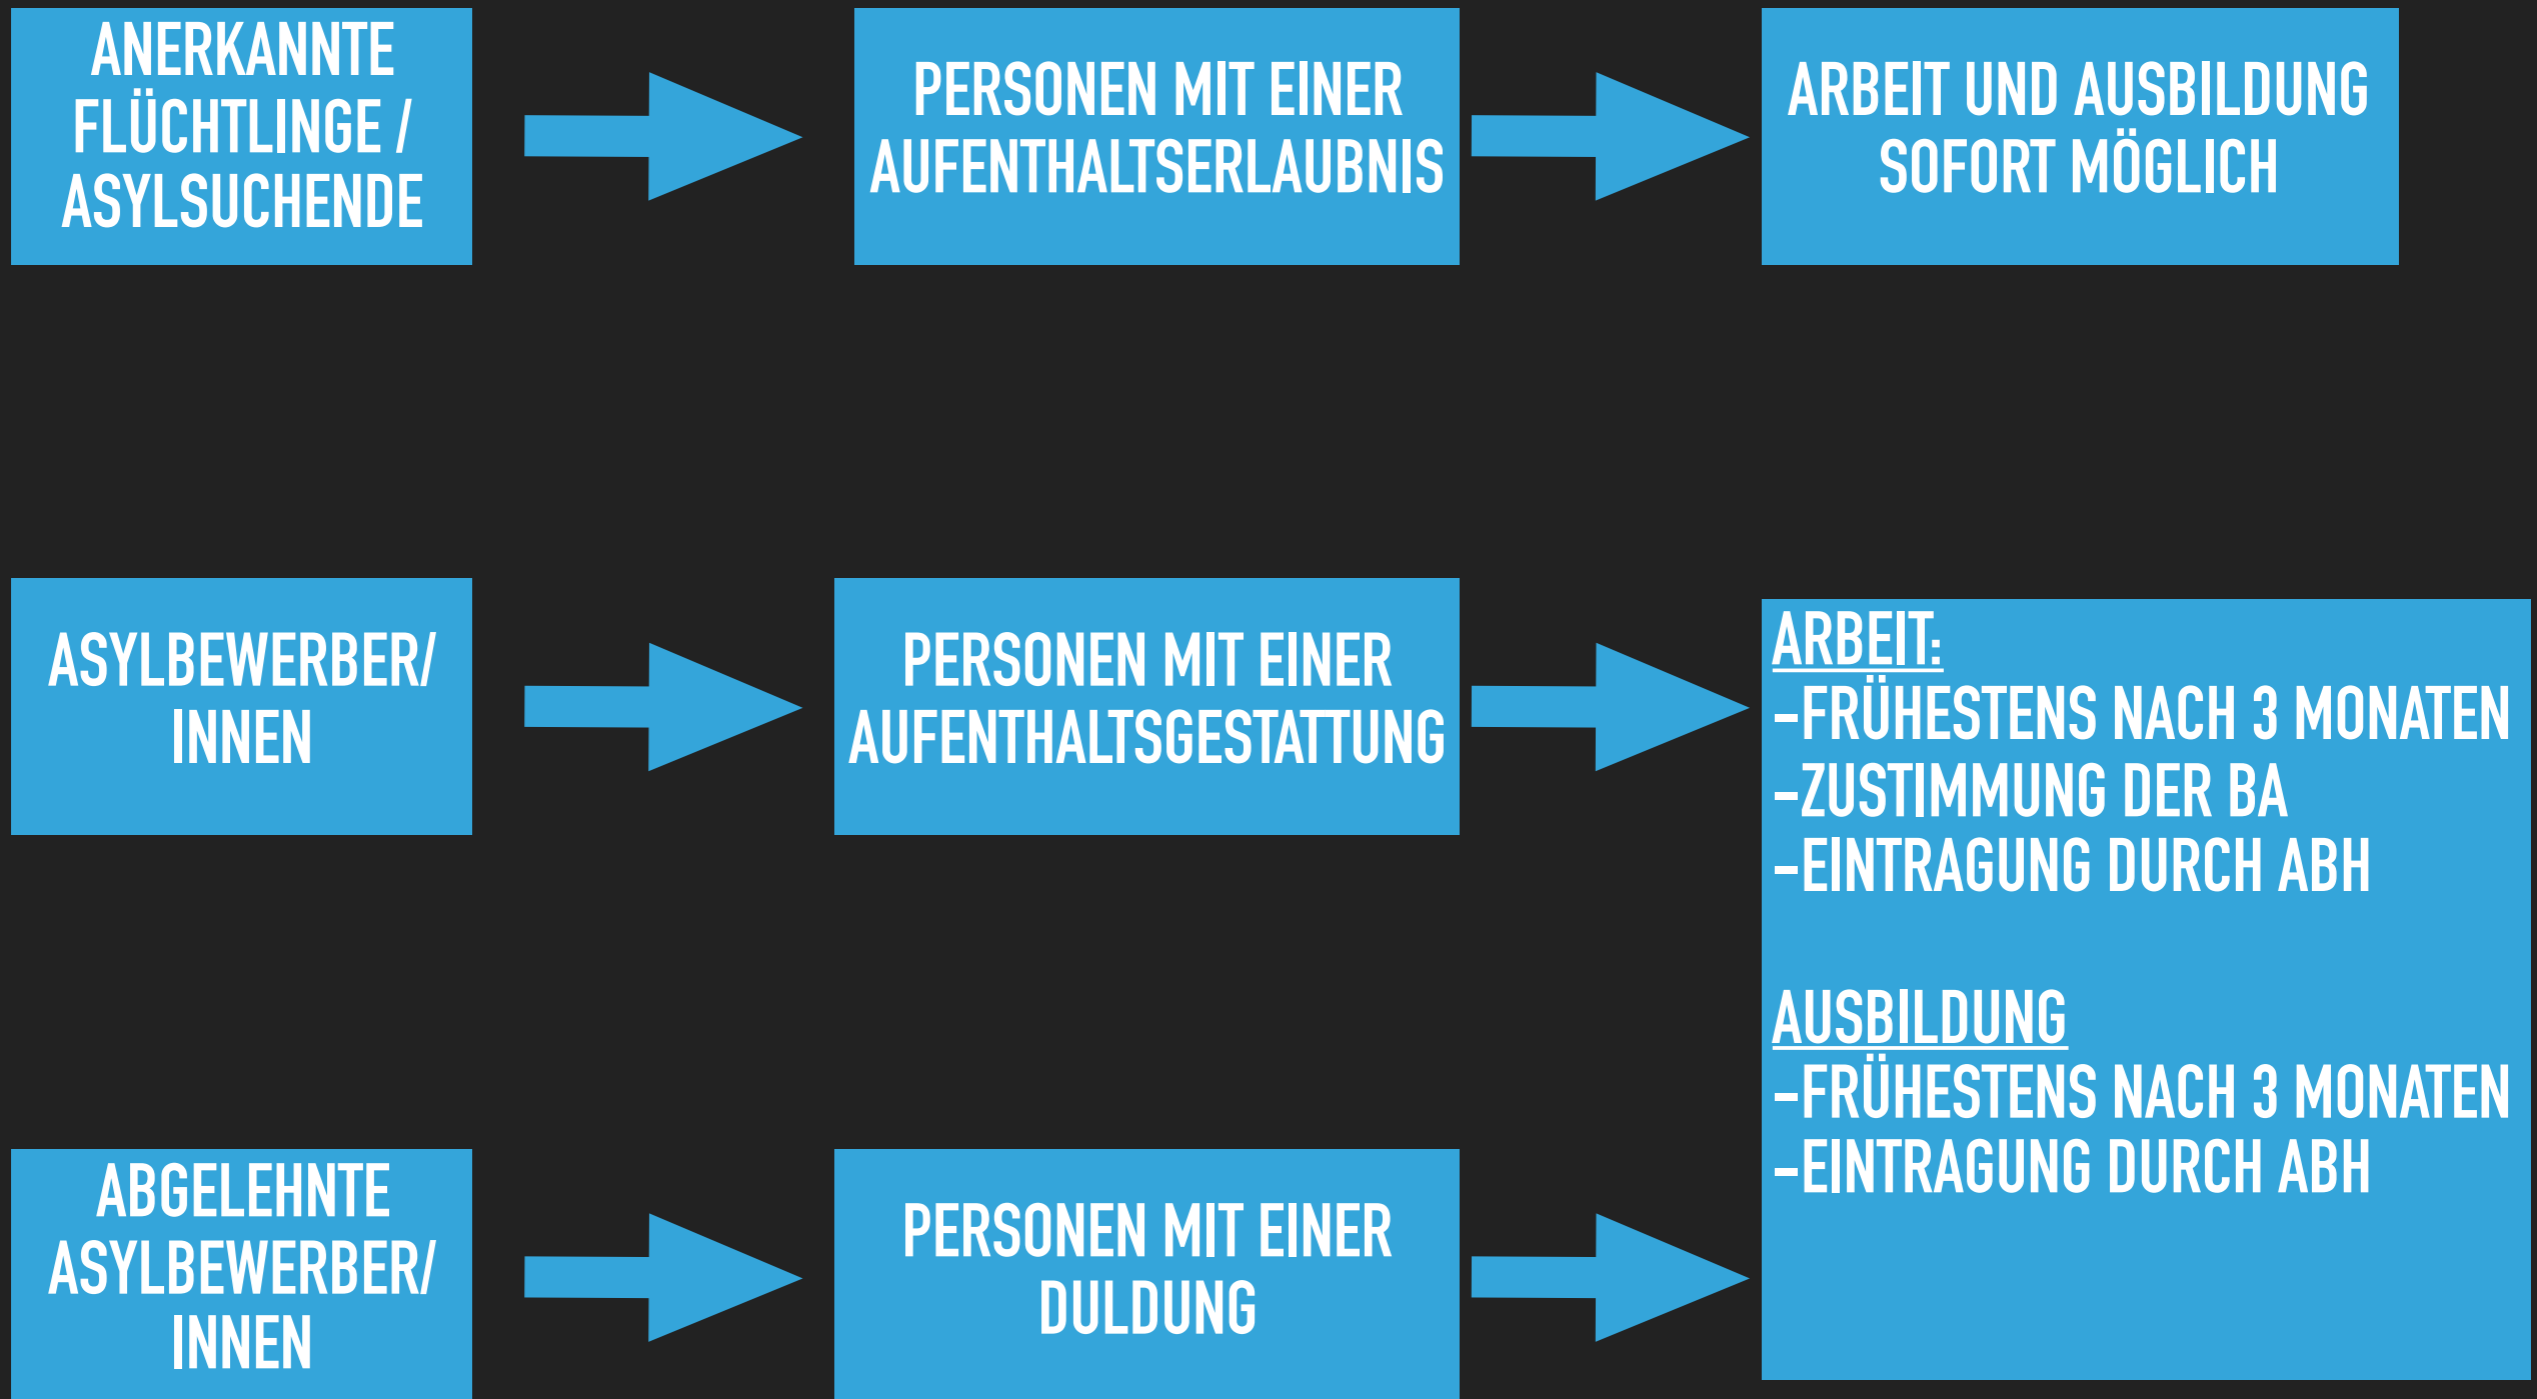 ANERKANNTE
FLÜCHTLINGE /
ASYLSUCHENDE
PERSONEN MIT EINER
AUFENTHALTSERLAUBNIS
ARBEIT UND AUSBILDUNG
SOFORT MÖGLICH
ASYLBEWERBER/
INNEN
PERSONEN MIT EINER
AUFENTHALTSGESTATTUNG
ARBEIT:
-FRÜHESTENS NACH 3 MONATEN
-ZUSTIMMUNG DER BA
-EINTRAGUNG DURCH ABH
AUSBILDUNG
-FRÜHESTENS NACH 3 MONATEN
-EINTRAGUNG DURCH ABH
ABGELEHNTE
ASYLBEWERBER/
INNEN
PERSONEN MIT EINER
DULDUNG